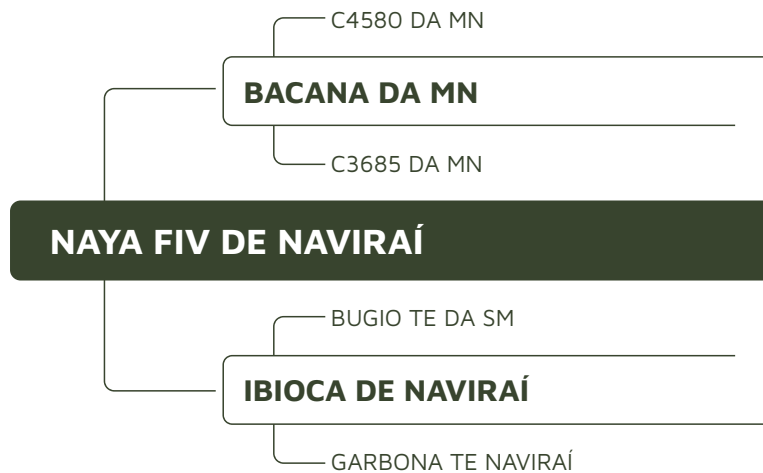 C4580 DA MN
BACANA DA MN
C3685 DA MN
NAYA FIV DE NAVIRAÍ
BUGIO TE DA SM
IBIOCA DE NAVIRAÍ
GARBONA TE NAVIRAÍ